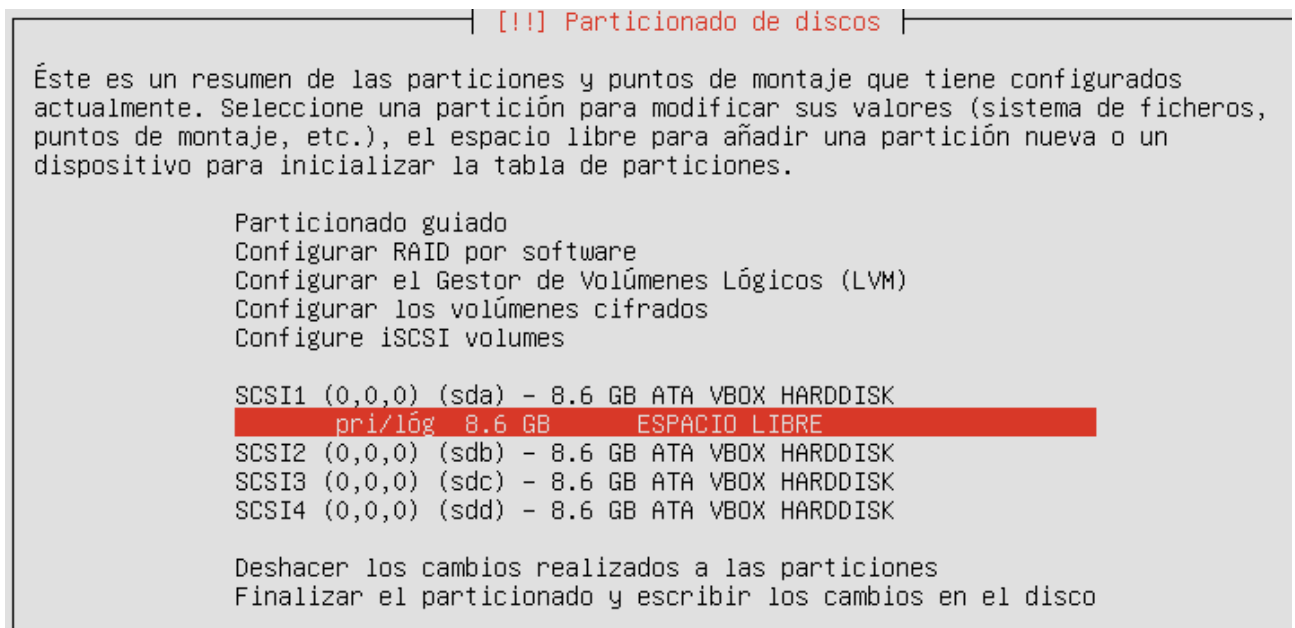 [!!] Particionado de discos
Éste es un resumen de las particiones y puntos de montaje que tiene configurados
actualmente. Seleccione una partición para modificar sus valores (sistema de ficheros,
puntos de montaje, etc.), el espacio libre para añadir una partición nueva o un
dispositivo para inicializar la tabla de particiones.
Particionado guiado
Configurar RAID por software
Configurar el Gestor de Volúmenes Lógicos (LVM)
Configurar los volúmenes cifrados
Configure iSCSI volumes
SCSI1 (0,0,0) (sda) – 8.6 GB ATA VBOX HARDDISK
pri/lóg 8.6 GB ESPACIO LIBRE
SCSI2 (0,0,0) (sdb) – 8.6 GB ATA VBOX HARDDISK
SCSI3 (0,0,0) (sdc) – 8.6 GB ATA VBOX HARDDISK
SCSI4 (0,0,0) (sdd) – 8.6 GB ATA VBOX HARDDISK
Deshacer los cambios realizados a las particiones
Finalizar el particionado y escribir los cambios en el disco